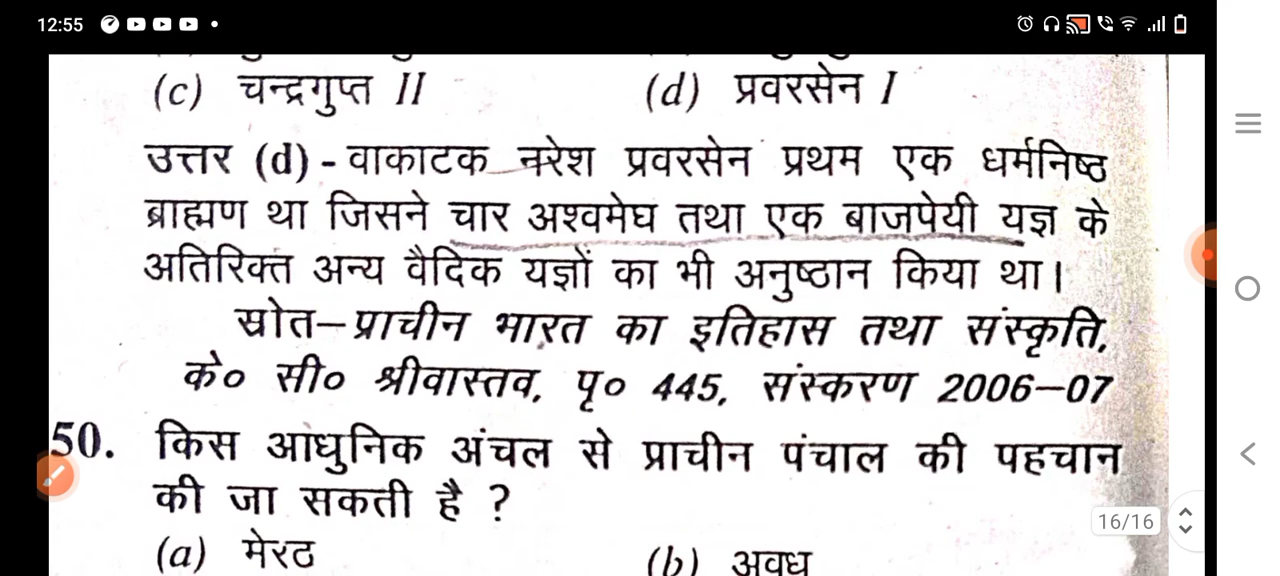 12:55
(c) चन्द्रगुप्त II (d) प्रवरसेन I
उत्तर (d) - वाकाटक नरेश प्रवरसेन प्रथम एक धर्मनिष्ठ
ब्राह्मण था जिसने चार अश्वमेघ तथा एक बाजपेयी यज्ञ के
अतिरिक्त अन्य वैदिक यज्ञों का भी अनुष्ठान किया था।
स्रोत–प्राचीन भारत का इतिहास तथा संस्कृति,
के० सी० श्रीवास्तव, पृ० 445, संस्करण 2006–07
50. किस आधुनिक अंचल से प्राचीन पंचाल की पहचान
की जा सकती है ?
16/16
(a) मेरठ (b) अवध